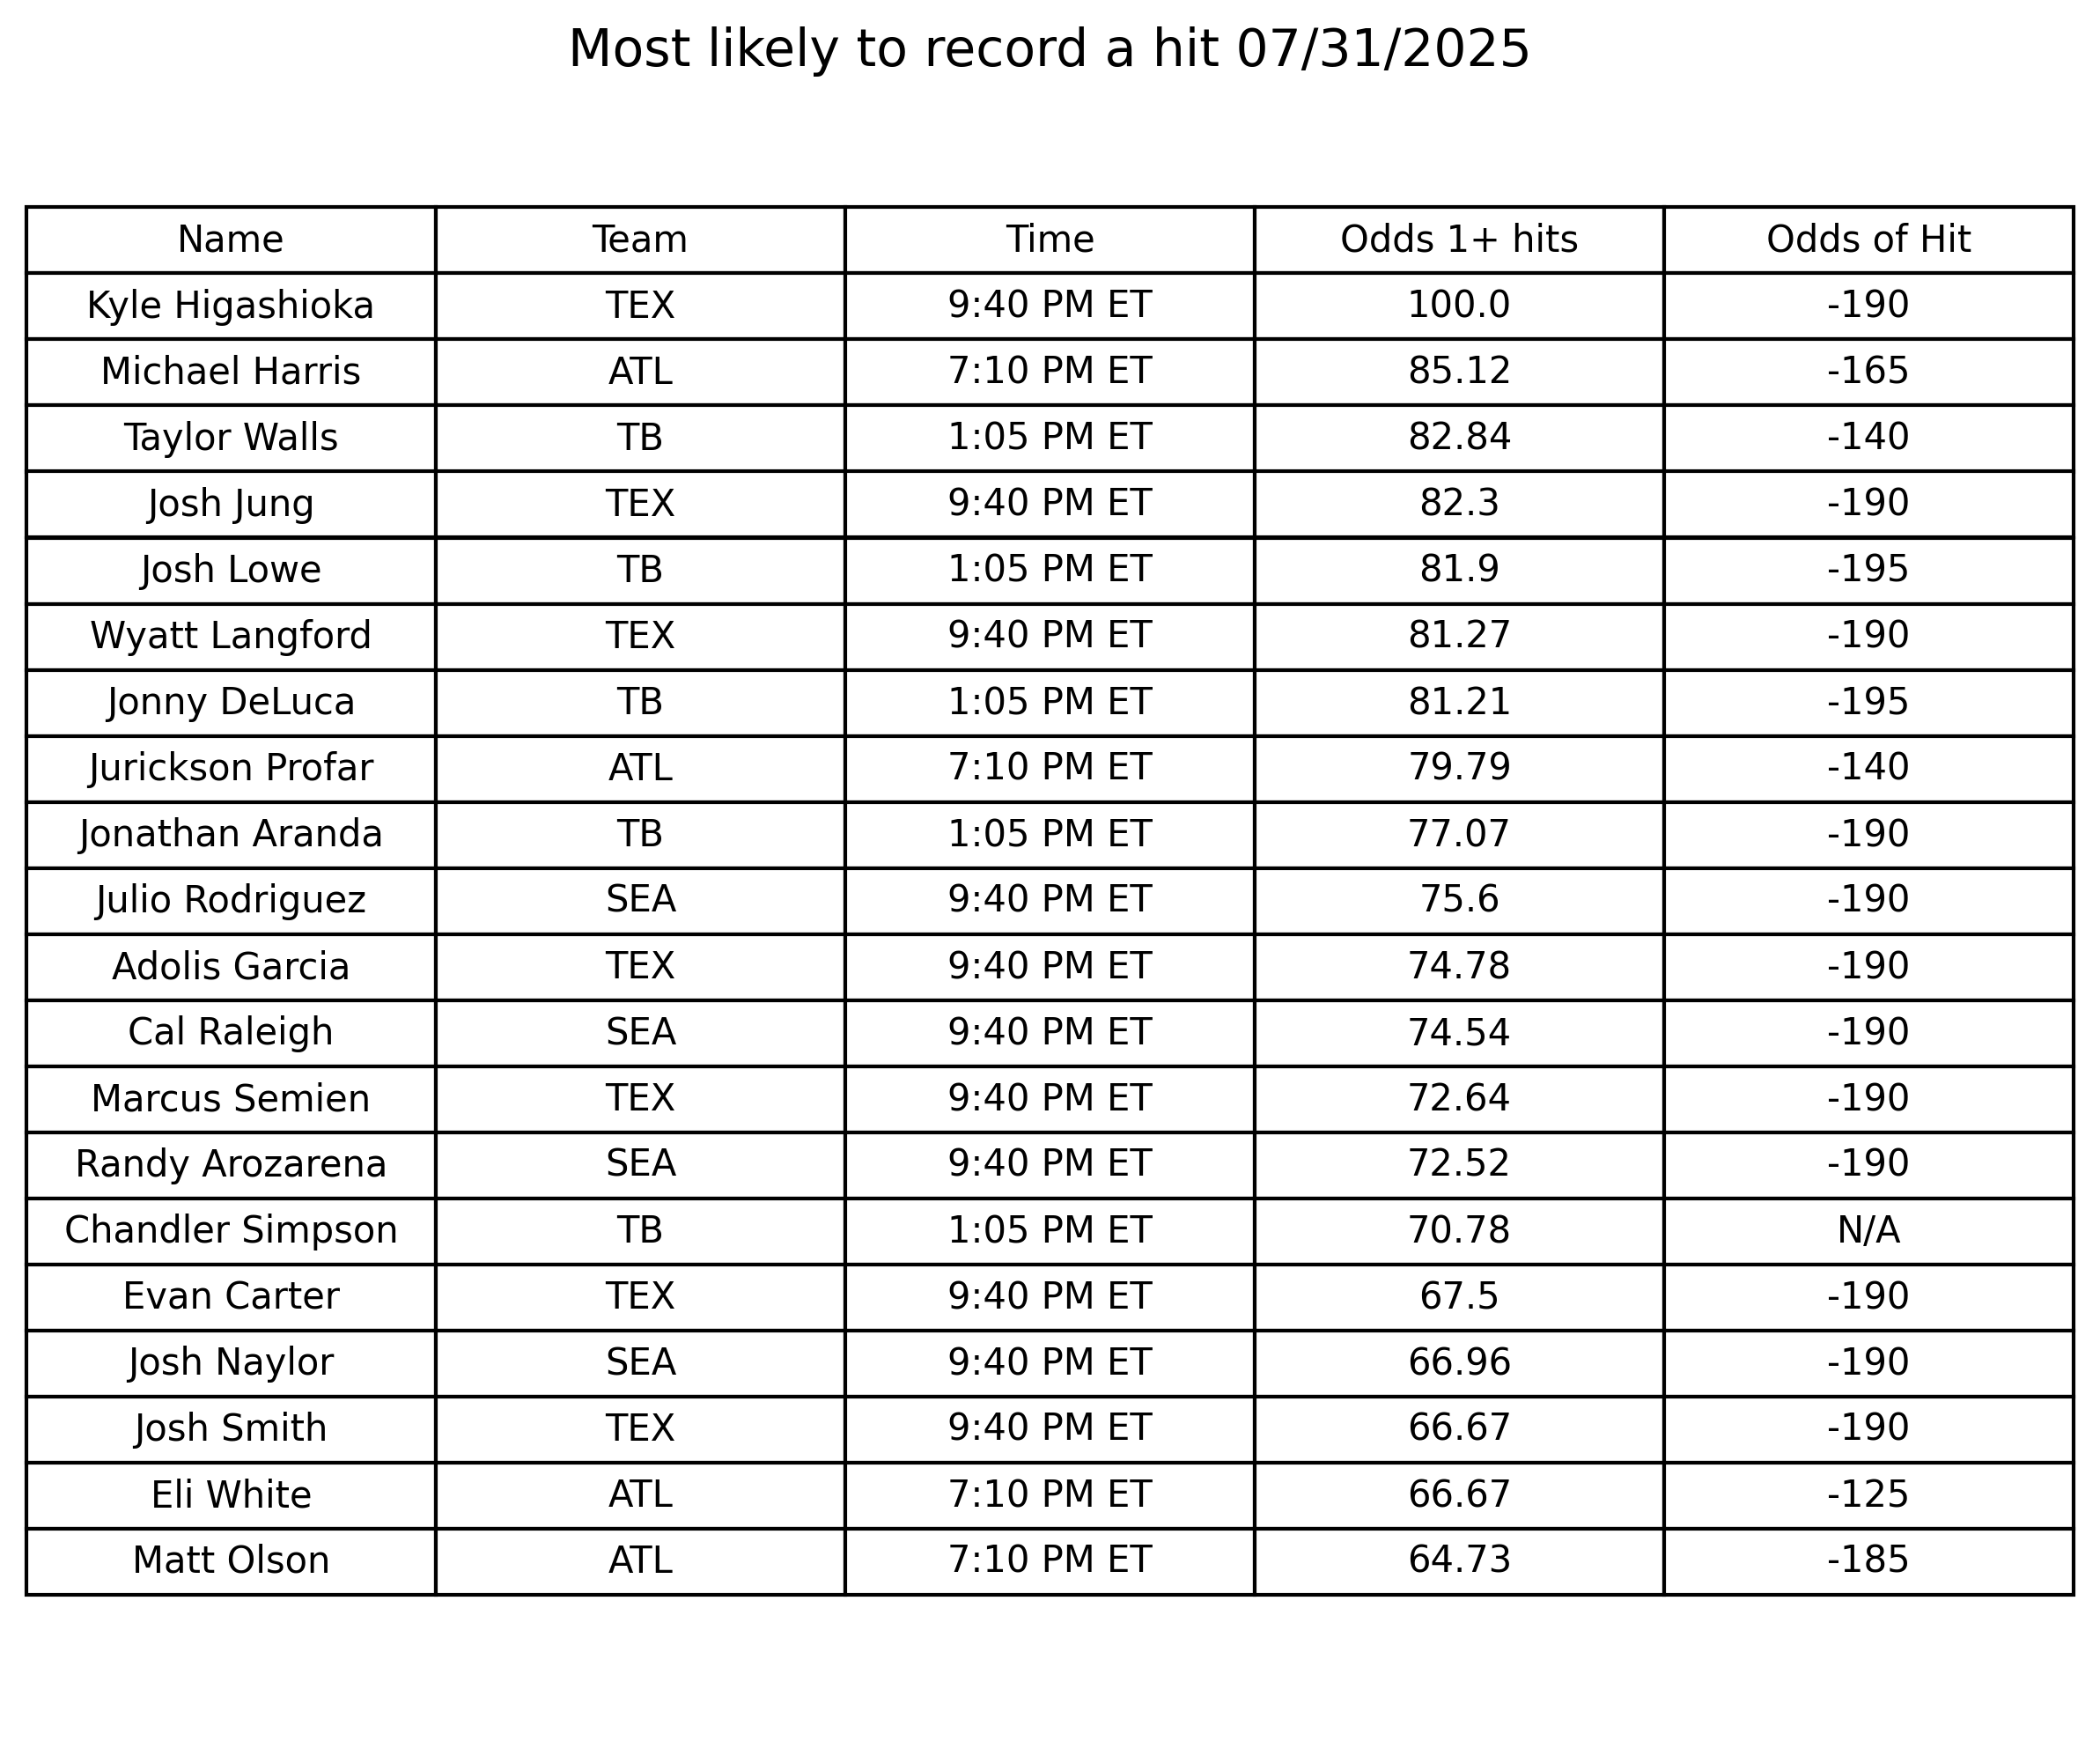 Most likely to record a hit 07/31/2025
Name Team Time Odds 1+ hits Odds of Hit
Kyle Higashioka TEX 9:40 PM ET 100.0 -190
Michael Harris ATL 7:10 PM ET 85.12 -165
Taylor Walls TB 1:05 PM ET 82.84 -140
Josh Jung TEX 9:40 PM ET 82.3 -190
Josh Lowe TB 1:05 PM ET 81.9 -195
Wyatt Langford TEX 9:40 PM ET 81.27 -190
Jonny DeLuca TB 1:05 PM ET 81.21 -195
Jurickson Profar ATL 7:10 PM ET 79.79 -140
Jonathan Aranda TB 1:05 PM ET 77.07 -190
Julio Rodriguez SEA 9:40 PM ET 75.6 -190
Adolis Garcia TEX 9:40 PM ET 74.78 -190
Cal Raleigh SEA 9:40 PM ET 74.54 -190
Marcus Semien TEX 9:40 PM ET 72.64 -190
Randy Arozarena SEA 9:40 PM ET 72.52 -190
Chandler Simpson TB 1:05 PM ET 70.78 N/A
Evan Carter TEX 9:40 PM ET 67.5 -190
Josh Naylor SEA 9:40 PM ET 66.96 -190
Josh Smith TEX 9:40 PM ET 66.67 -190
Eli White ATL 7:10 PM ET 66.67 -125
Matt Olson ATL 7:10 PM ET 64.73 -185